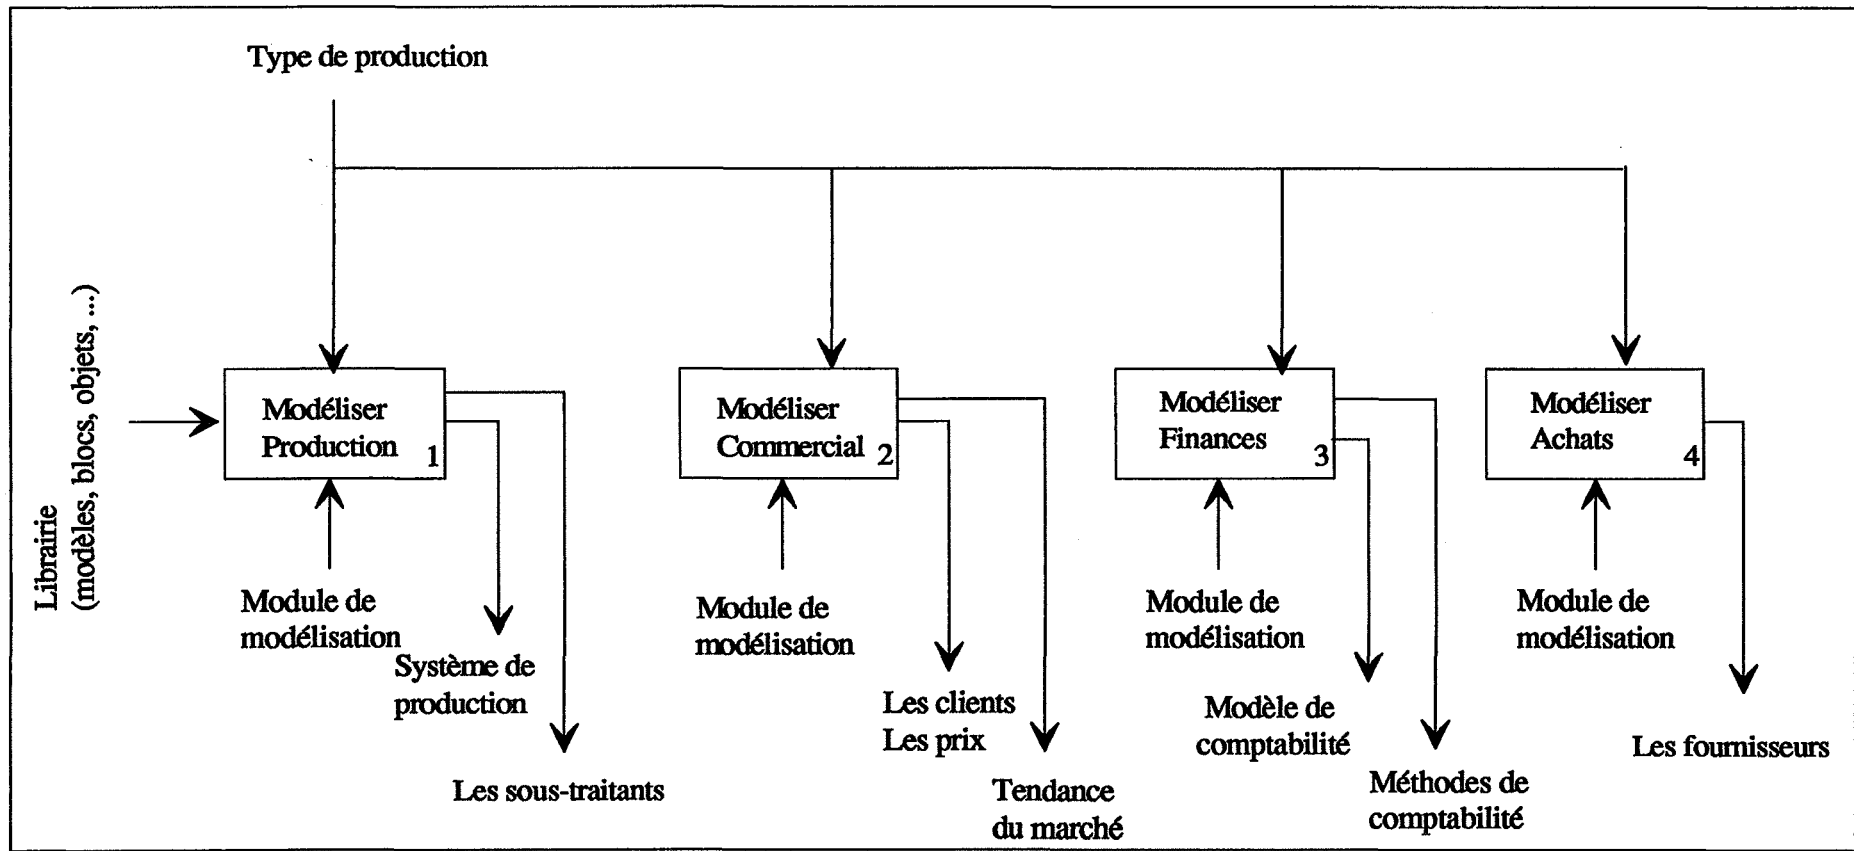 Type de production
Librairie
(modèles, blocs, objets, ...)
Modéliser
Production 1
Modéliser
Commercial 2
Modéliser
Finances 3
Modéliser
Achats 4
Module de
modélisation
Système de
production
Les sous-traitants
Module de
modélisation
Les clients
Les prix
Tendance
du marché
Module de
modélisation
Modèle de
comptabilité
Méthodes de
comptabilité
Module de
modélisation
Les fournisseurs